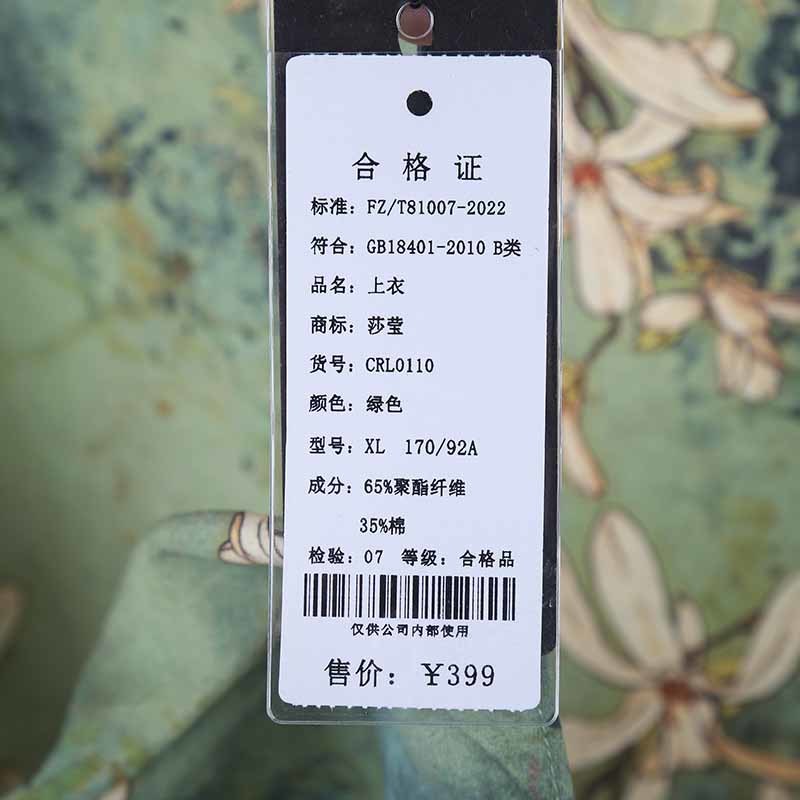 合格证
标准：FZ/T81007-2022
符合：GB18401-2010 B类
品名：上衣
商标：莎莹
货号：CRL0110
颜色：绿色
型号：XL 170/92A
成分：65%聚酯纤维
35%棉
检验：07 等级：合格品
仅供公司内部使用
售价：￥399